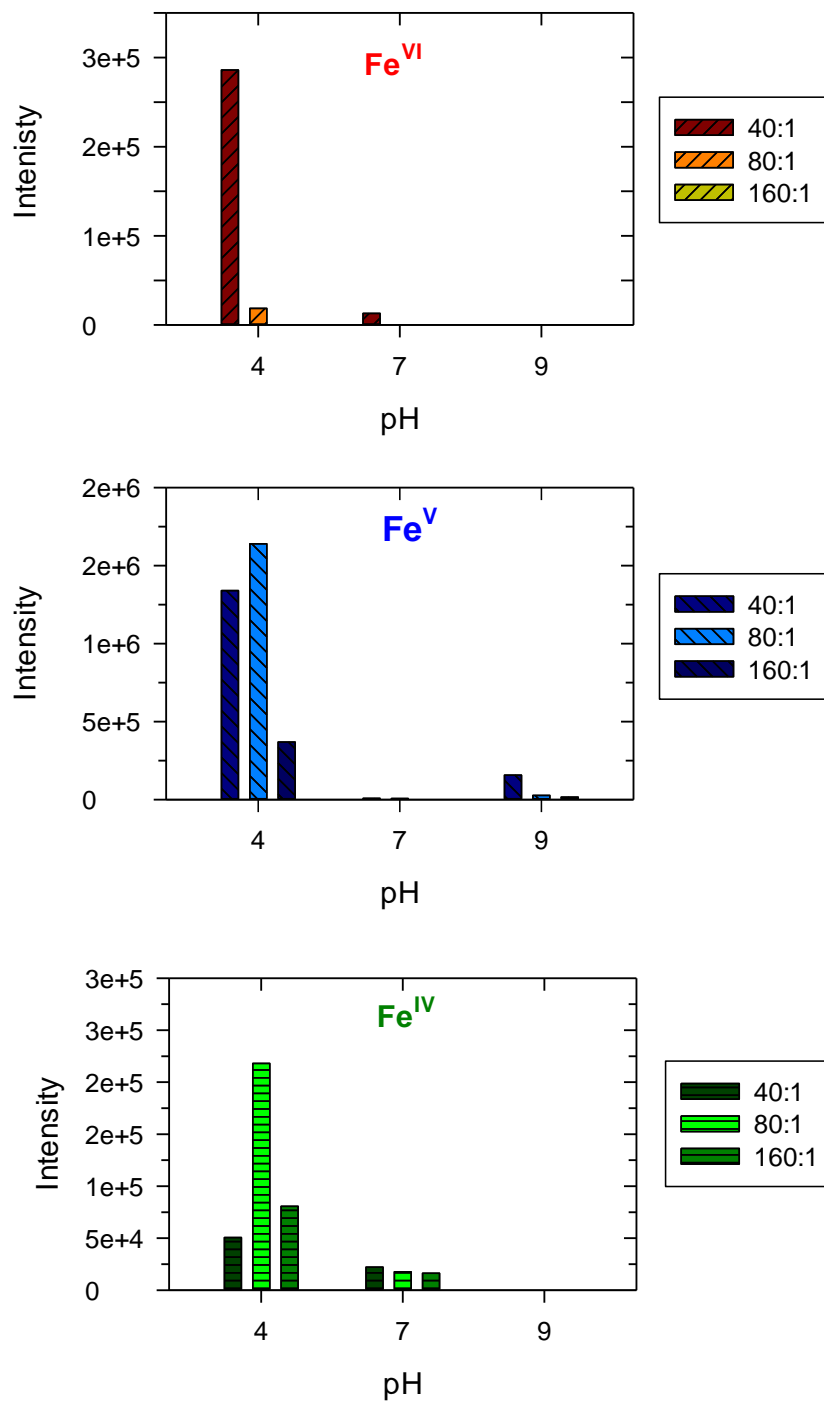 Fe^VI
3e+5
2e+5
1e+5
0
Intenisty
4 7 9
pH
40:1
80:1
160:1
Fe^V
2e+6
2e+6
1e+6
5e+5
0
Intensity
4 7 9
pH
40:1
80:1
160:1
Fe^IV
3e+5
3e+5
2e+5
2e+5
1e+5
5e+4
0
Intensity
4 7 9
pH
40:1
80:1
160:1